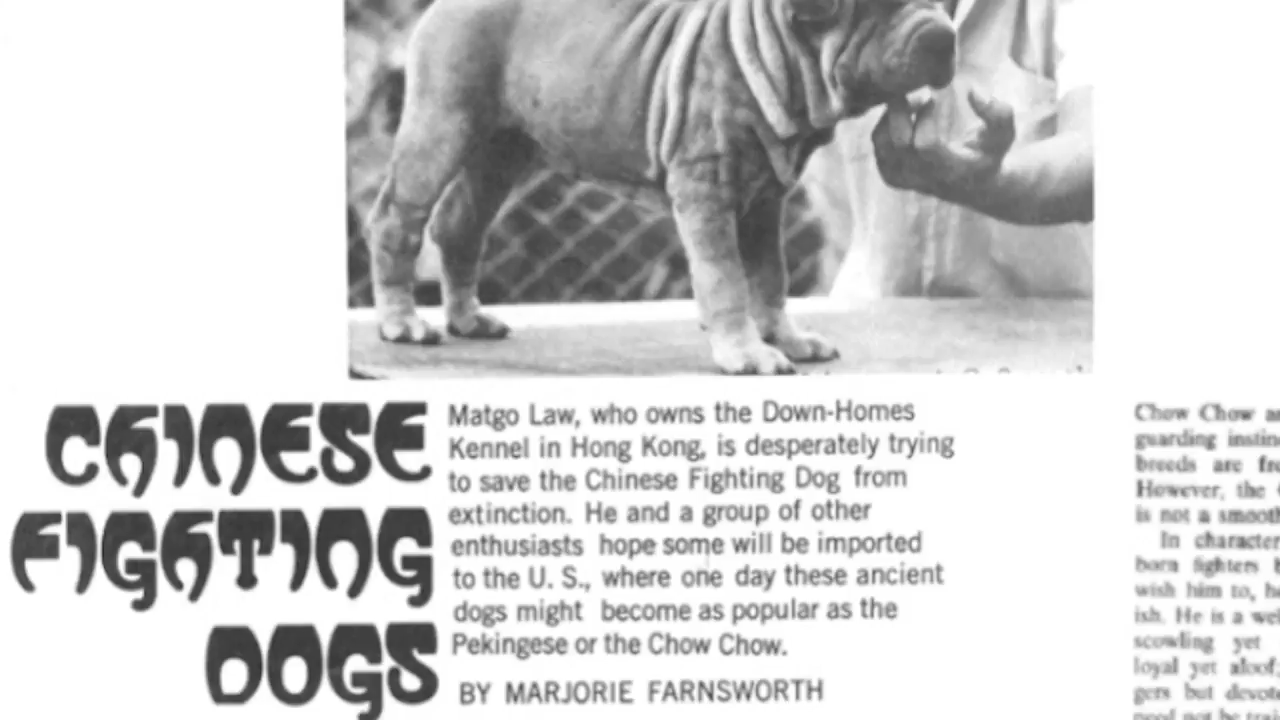 CHINESE
FIGHTING
DOGS
Matgo Law, who owns the Down-Homes
Kennel in Hong Kong, is desperately trying
to save the Chinese Fighting Dog from
extinction. He and a group of other
enthusiasts hope some will be imported
to the U. S., where one day these ancient
dogs might become as popular as the
Pekingese or the Chow Chow.
BY MARJORIE FARNSWORTH
Chow Chow
guarding
breeds are
However, the
is not a
In character
born fighters
wish him to,
ish. He is a
scowling yet
loyal yet aloof;
gers but
need not be